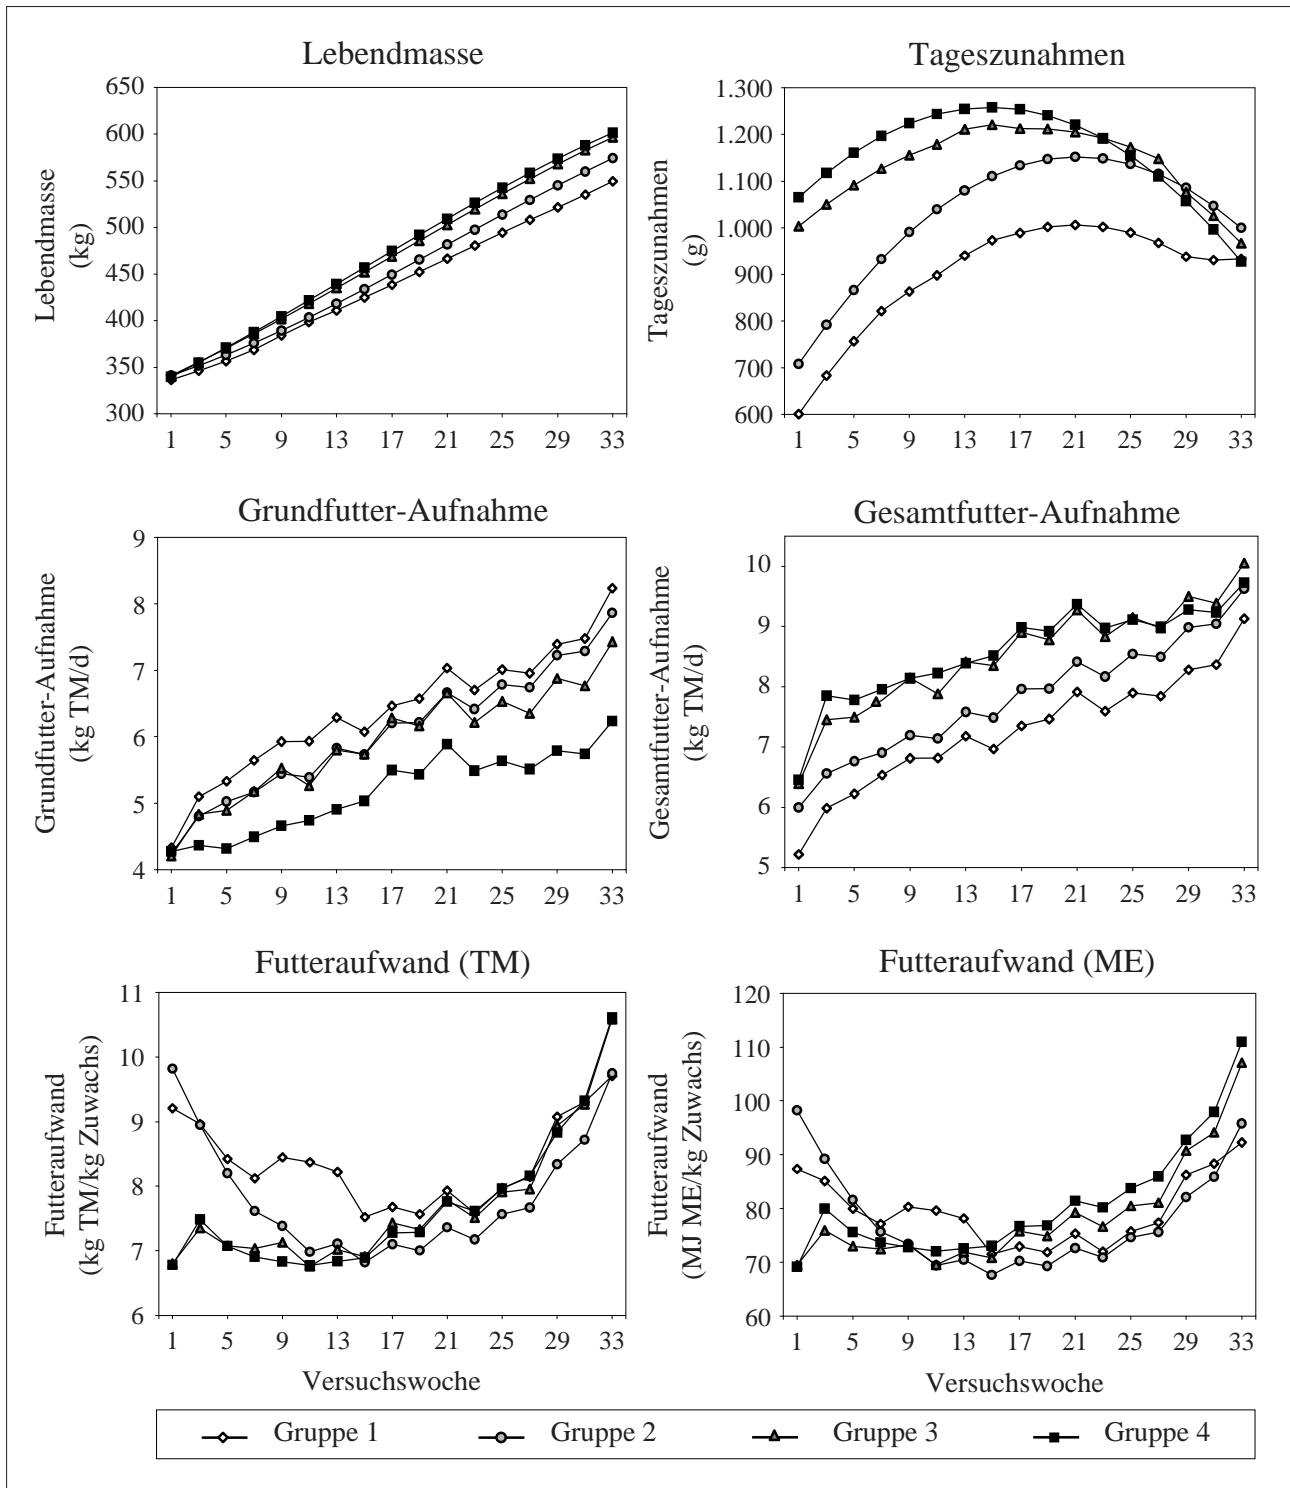 Lebendmasse
Lebendmasse
(kg)
650
600
550
500
450
400
350
300
1 5 9 13 17 21 25 29 33
Tageszunahmen
Tageszunahmen
(g)
1.300
1.200
1.100
1.000
900
800
700
600
1 5 9 13 17 21 25 29 33
Grundfutter-Aufnahme
Grundfutter-Aufnahme
(kg TM/d)
9
8
7
6
5
4
1 5 9 13 17 21 25 29 33
Gesamtfutter-Aufnahme
Gesamtfutter-Aufnahme
(kg TM/d)
10
9
8
7
6
5
1 5 9 13 17 21 25 29 33
Futteraufwand (TM)
Futteraufwand
(kg TM/kg Zuwachs)
11
10
9
8
7
6
1 5 9 13 17 21 25 29 33
Versuchswoche
Futteraufwand (ME)
Futteraufwand
(MJ ME/kg Zuwachs)
120
110
100
90
80
70
60
1 5 9 13 17 21 25 29 33
Versuchswoche
Gruppe 1 Gruppe 2 Gruppe 3 Gruppe 4